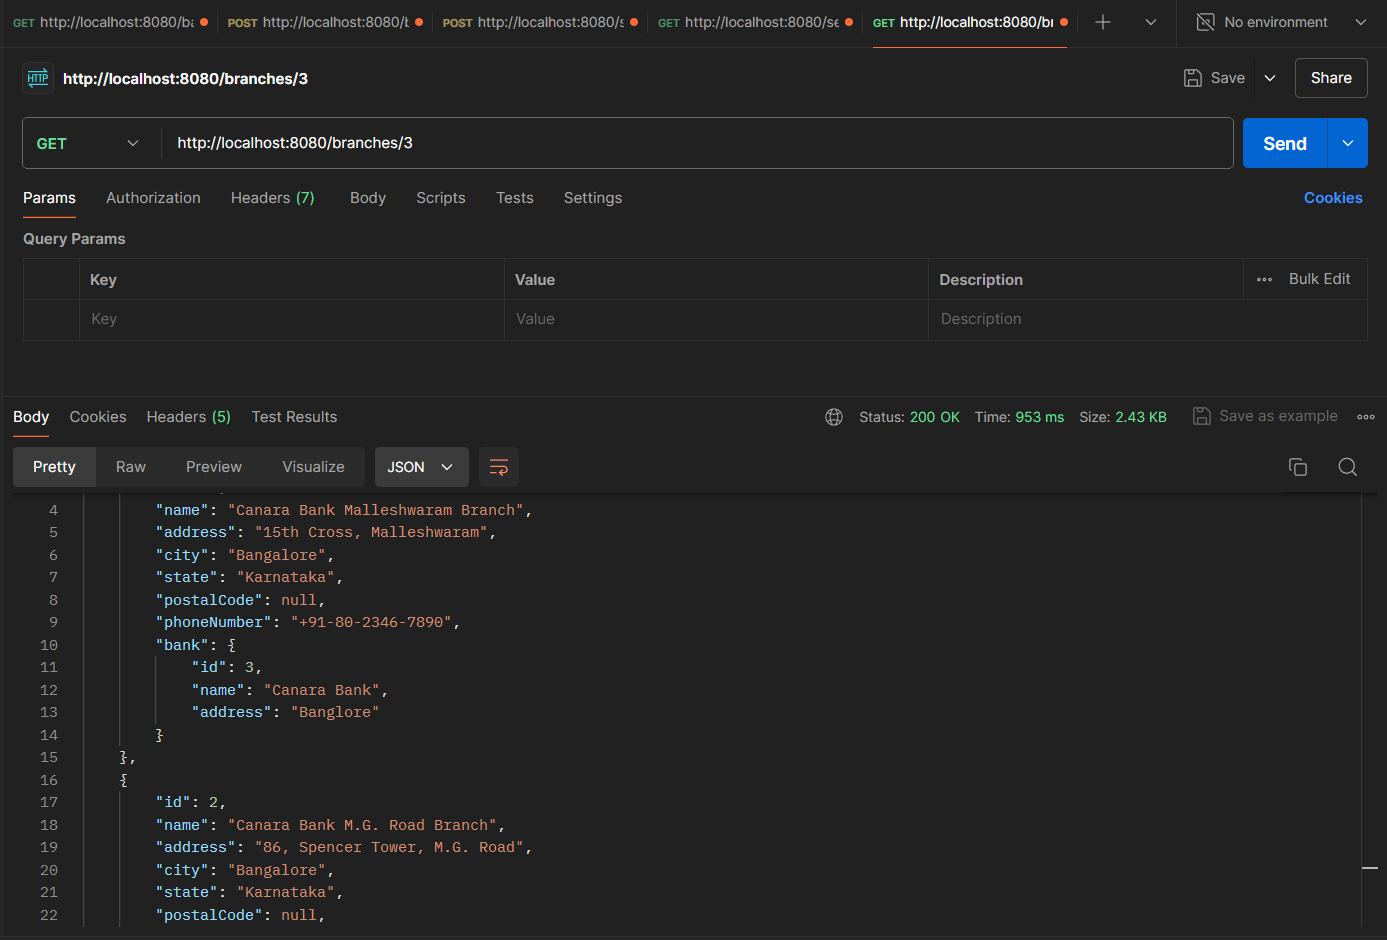 GET http://localhost:8080/ba
POST http://localhost:8080/b
POST http://localhost:8080/s
GET http://localhost:8080/se
GET http://localhost:8080/br
No environment
HTTP http://localhost:8080/branches/3
Save
Share
GET
http://localhost:8080/branches/3
Send
Params
Authorization
Headers (7)
Body
Scripts
Tests
Settings
Cookies
Query Params
Key
Value
Description
Bulk Edit
Key
Value
Description
Body
Cookies
Headers (5)
Test Results
Status: 200 OK
Time: 953 ms
Size: 2.43 KB
Save as example
Pretty
Raw
Preview
Visualize
JSON
4 "name": "Canara Bank Malleshwaram Branch",
5 "address": "15th Cross, Malleshwaram",
6 "city": "Bangalore",
7 "state": "Karnataka",
8 "postalCode": null,
9 "phoneNumber": "+91-80-2346-7890",
10 "bank": {
11 "id": 3,
12 "name": "Canara Bank",
13 "address": "Banglore"
14 }
15 },
16 {
17 "id": 2,
18 "name": "Canara Bank M.G. Road Branch",
19 "address": "86, Spencer Tower, M.G. Road",
20 "city": "Bangalore",
21 "state": "Karnataka",
22 "postalCode": null,